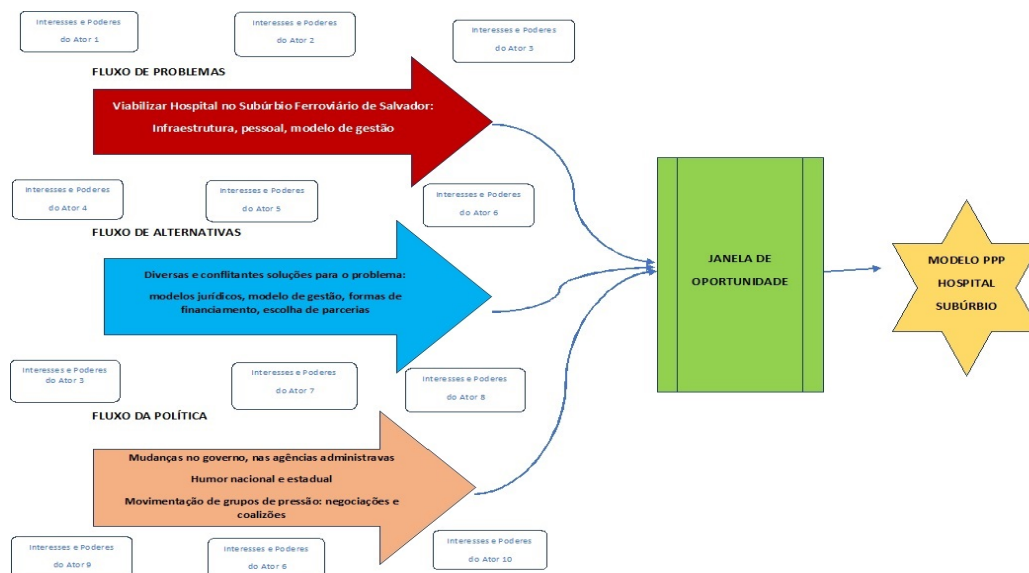 Interesses e Poderes
do Ator 1
Interesses e Poderes
do Ator 2
Interesses e Poderes
do Ator 3
FLUXO DE PROBLEMAS
Viabilizar Hospital no Subúrbio Ferroviário de Salvador:
Infraestrutura, pessoal, modelo de gestão
Interesses e Poderes
do Ator 4
Interesses e Poderes
do Ator 5
Interesses e Poderes
do Ator 6
FLUXO DE ALTERNATIVAS
Diversas e conflitantes soluções para o problema:
modelos jurídicos, modelo de gestão, formas de
financiamento, escolha de parcerias
JANELA DE
OPORTUNIDADE
MODELO PPP
HOSPITAL
SUBÚRBIO
Interesses e Poderes
do Ator 3
Interesses e Poderes
do Ator 7
Interesses e Poderes
do Ator 8
FLUXO DA POLÍTICA
Mudanças no governo, nas agências administravas
Humor nacional e estadual
Movimentação de grupos de pressão: negociações e
coalizões
Interesses e Poderes
do Ator 9
Interesses e Poderes
do Ator 6
Interesses e Poderes
do Ator 10